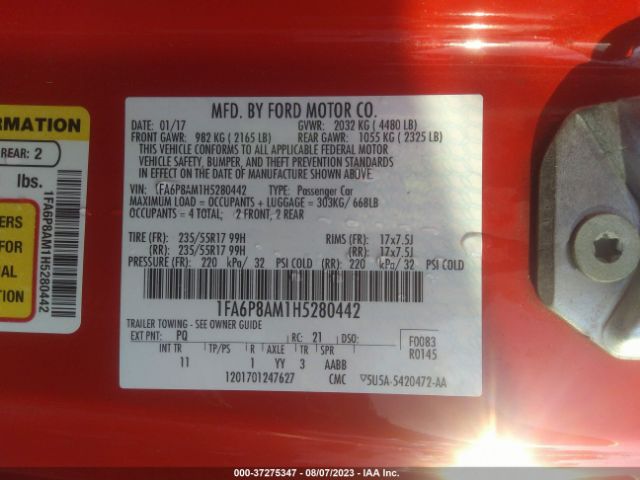 MFD. BY FORD MOTOR CO.
DATE: 01/17 GVWR: 2032 KG ( 4480 LB)
FRONT GAWR: 982 KG ( 2165 LB) REAR GAWR: 1055 KG ( 2325 LB)
THIS VEHICLE CONFORMS TO ALL APPLICABLE FEDERAL MOTOR
VEHICLE SAFETY, BUMPER, AND THEFT PREVENTION STANDARDS
IN EFFECT ON THE DATE OF MANUFACTURE SHOWN ABOVE.
VIN: 1FA6P8AM1H5280442 TYPE: Passenger Car
MAXIMUM LOAD = OCCUPANTS + LUGGAGE = 303KG/ 668LB
OCCUPANTS = 4 TOTAL, 2 FRONT, 2 REAR
TIRE (FR): 235/55R17 99H RIMS (FR): 17x7.5J
(RR): 235/55R17 99H (RR): 17x7.5J
PRESSURE (FR): 220 kPa/ 32 PSI COLD (RR): 220 kPa/ 32 PSI COLD
1FA6P8AM1H5280442
TRAILER TOWING - SEE OWNER GUIDE
EXT PNT: PQ RC: 21 DSO: F0083
R0145
INT TR TP/PS R AXLE TR SPR
11 1 YY 3 AABB
1201701247627 CMC 5U5A-5420472-AA
RMATION
REAR: 2
lbs.
ERS
FOR
AL
ION
1FA6P8AM1H5280442
000-37275347 - 08/07/2023 - IAA Inc.